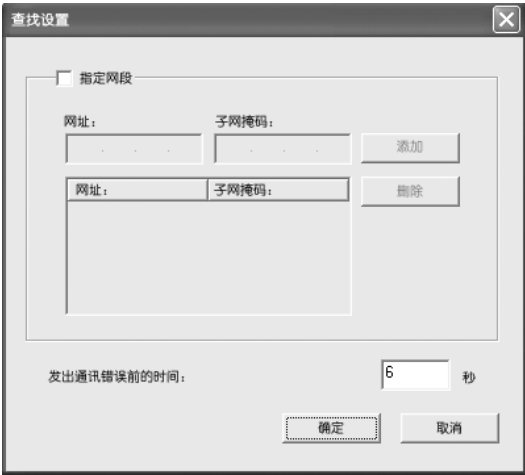 查找设置
指定网段
网址： 子网掩码：
添加
网址： 子网掩码：
删除
发出通讯错误前的时间： 6 秒
确定 取消